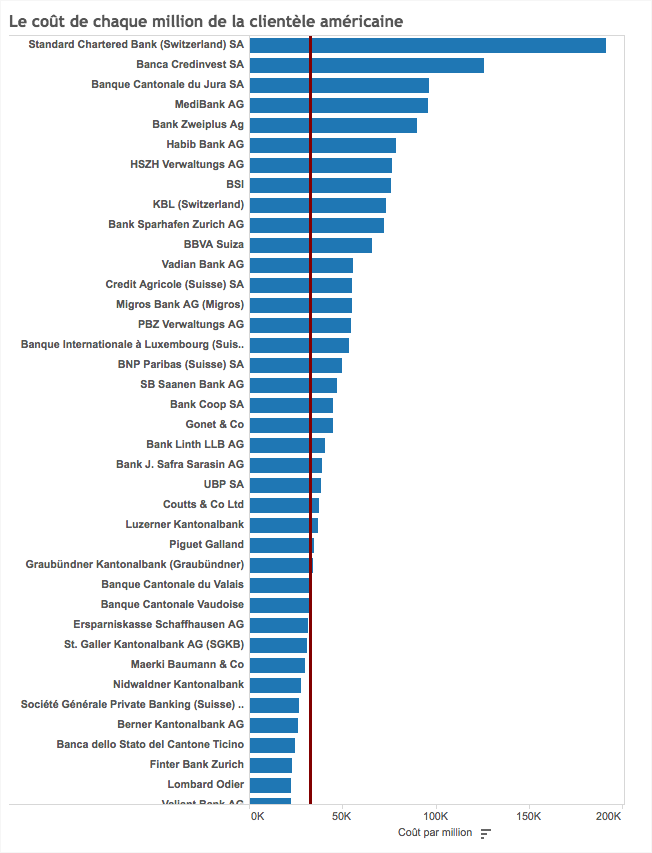 Le coût de chaque million de la clientèle américaine
Standard Chartered Bank (Switzerland) SA
Banca Credinvest SA
Banque Cantonale du Jura SA
MediBank AG
Bank Zweiplus Ag
Habib Bank AG
HSZH Verwaltungs AG
BSI
KBL (Switzerland)
Bank Sparhafen Zurich AG
BBVA Suiza
Vadian Bank AG
Credit Agricole (Suisse) SA
Migros Bank AG (Migros)
PBZ Verwaltungs AG
Banque Internationale à Luxembourg (Suis..
BNP Paribas (Suisse) SA
SB Saanen Bank AG
Bank Coop SA
Gonet & Co
Bank Linth LLB AG
Bank J. Safra Sarasin AG
UBP SA
Coutts & Co Ltd
Luzerner Kantonalbank
Piguet Galland
Graubündner Kantonalbank (Graubündner)
Banque Cantonale du Valais
Banque Cantonale Vaudoise
Ersparniskasse Schaffhausen AG
St. Galler Kantonalbank AG (SGKB)
Maerki Baumann & Co
Nidwaldner Kantonalbank
Société Générale Private Banking (Suisse) ..
Berner Kantonalbank AG
Banca dello Stato del Cantone Ticino
Finter Bank Zurich
Lombard Odier
Valiant Bank AG
0K 50K 100K 150K 200K
Coût par million